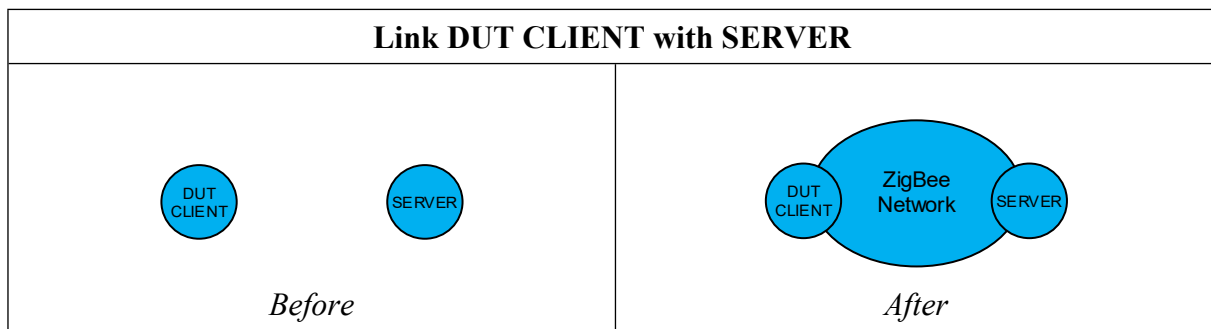 Link DUT CLIENT with SERVER
DUT
CLIENT
SERVER
Before
DUT
CLIENT
ZigBee
Network
SERVER
After